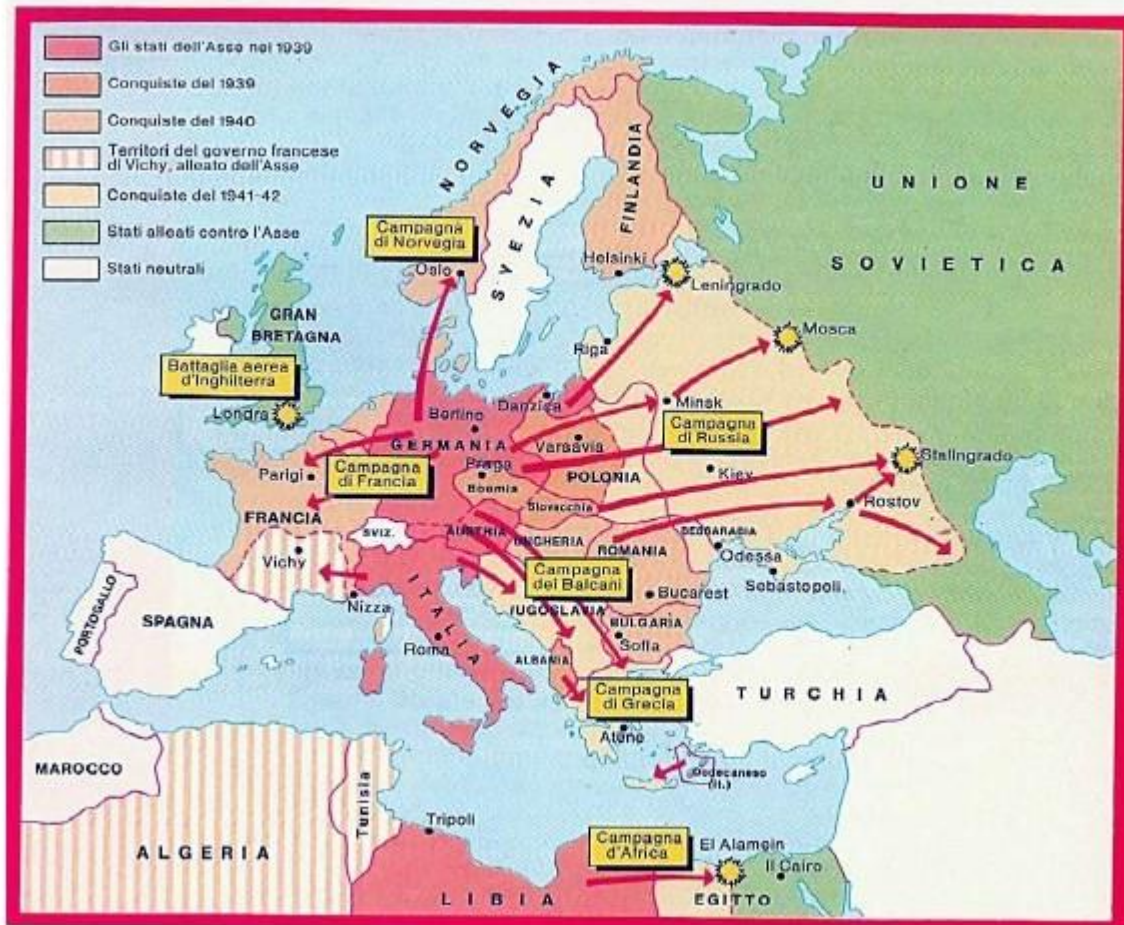 Gli stati dell'Asse nel 1939
Conquiste del 1939
Conquiste del 1940
Territori del governo francese
di Vichy, alleato dell'Asse
Conquiste del 1941-42
Stati alleati contro l'Asse
Stati neutrali
NORVEGIA
SVEZIA
FINLANDIA
UNIONE
SOVIETICA
Campagna
di Norvegia
Oslo
Helsinki
Leningrado
GRAN
BRETAGNA
Mosca
Riga
Battaglia aerea
d'Inghilterra
Londra
Danzica
Minsk
Berlino
GERMANIA
Varsavia
Campagna
di Russia
Parigi
Campagna
di Francia
Praga
Boemia
POLONIA
Kiev
Stalingrado
Slovacchia
Rostov
FRANCIA
SVIZ.
AUSTRIA
UNGHERIA
ROMANIA
BESSARABIA
Odessa
Vichy
Campagna
dei Balcani
Sebastopoli.
Bucarest
Nizza
ITALIA
JUGOSLAVIA
BULGARIA
Sofia
PORTOGALLO
SPAGNA
Roma
ALBANIA
TURCHIA
Campagna
di Grecia
Atene
Dodecaneso
(it.)
MAROCCO
ALGERIA
Tunisia
Tripoli
Campagna
d'Africa
El Alamein
Il Cairo
LIBIA
EGITTO